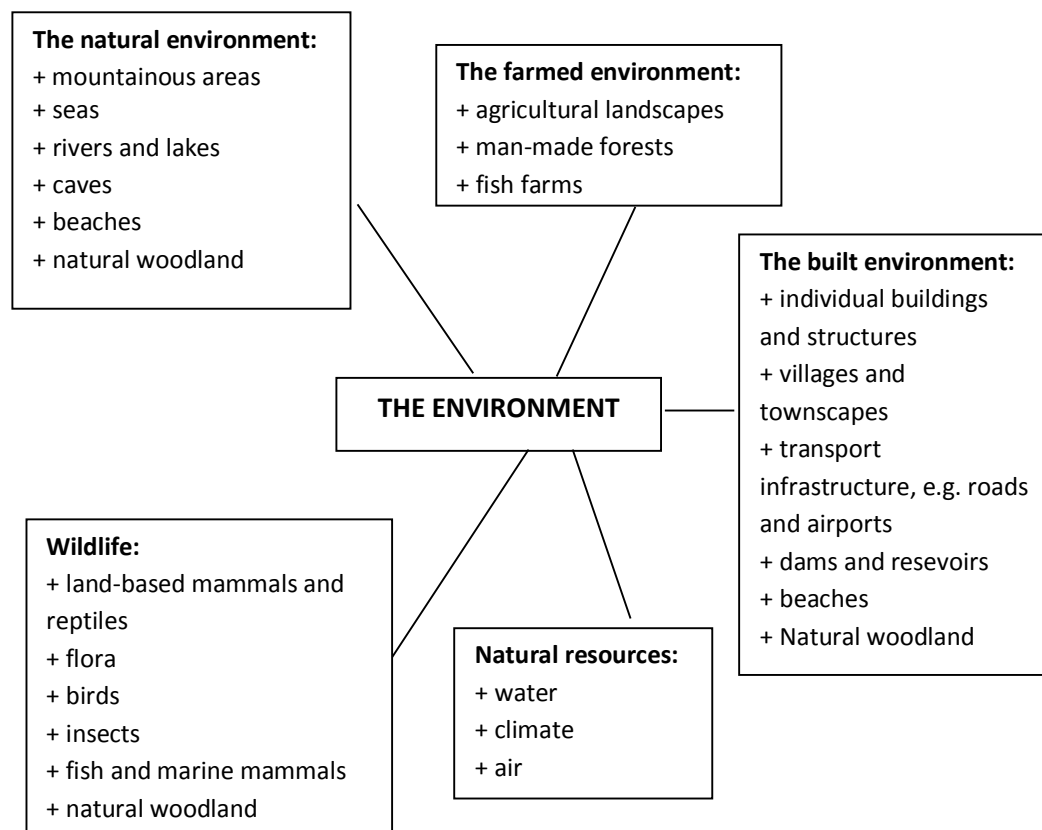 The natural environment:
+ mountainous areas
+ seas
+ rivers and lakes
+ caves
+ beaches
+ natural woodland
The farmed environment:
+ agricultural landscapes
+ man-made forests
+ fish farms
The built environment:
+ individual buildings
and structures
+ villages and
townscapes
+ transport
infrastructure, e.g. roads
and airports
+ dams and resevoirs
+ beaches
+ Natural woodland
THE ENVIRONMENT
Wildlife:
+ land-based mammals and
reptiles
+ flora
+ birds
+ insects
+ fish and marine mammals
+ natural woodland
Natural resources:
+ water
+ climate
+ air